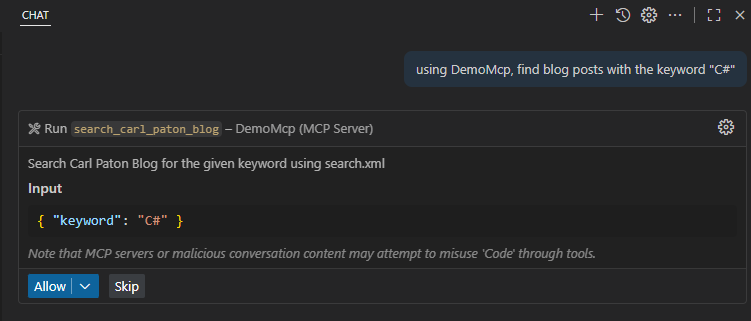 CHAT
using DemoMcp, find blog posts with the keyword "C#"
Run search_carl_paton_blog – DemoMcp (MCP Server)
Search Carl Paton Blog for the given keyword using search.xml
Input
{ "keyword": "C#" }
Note that MCP servers or malicious conversation content may attempt to misuse 'Code' through tools.
Allow Skip